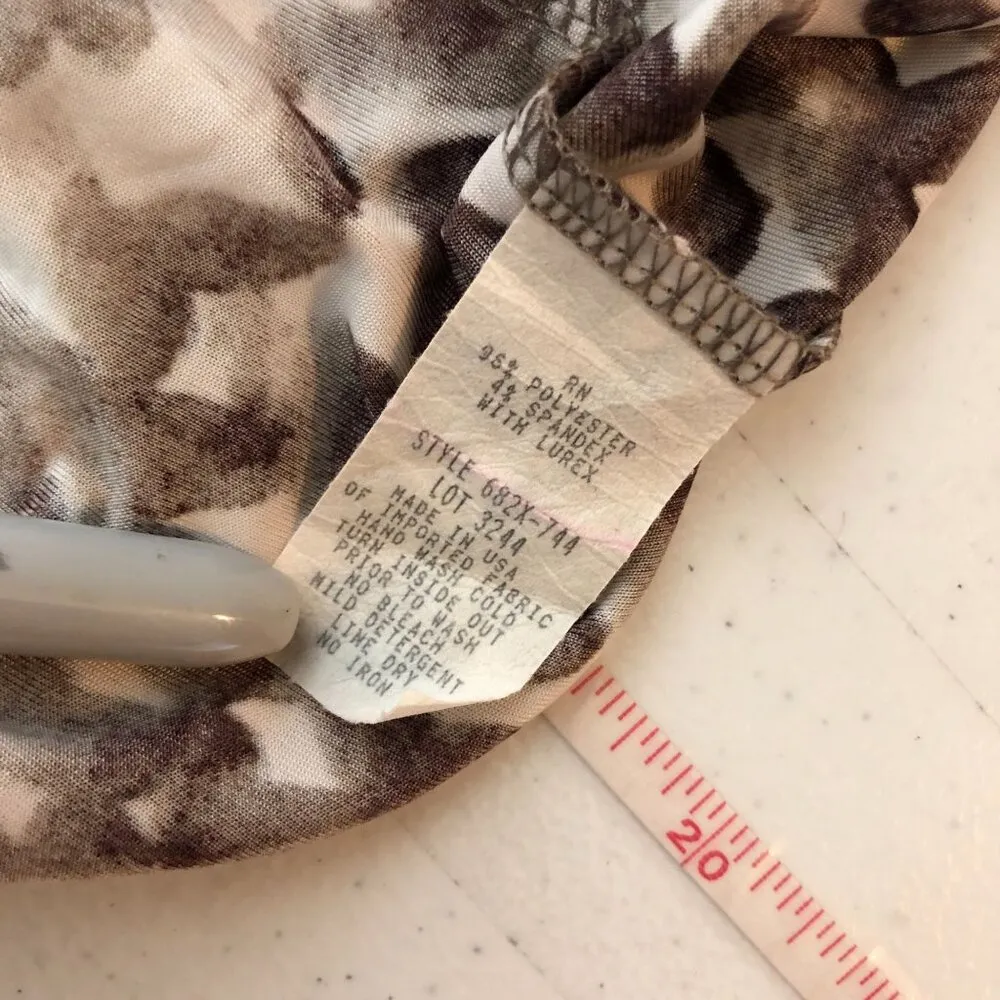 RN
96% POLYESTER
4% SPANDEX
WITH LUREX
STYLE 682X-744
LOT 3244
MADE IN USA
OF IMPORTED FABRIC
HAND WASH COLD
TURN INSIDE OUT
PRIOR TO WASH
NO BLEACH
MILD DETERGENT
LINE DRY
NO IRON
20